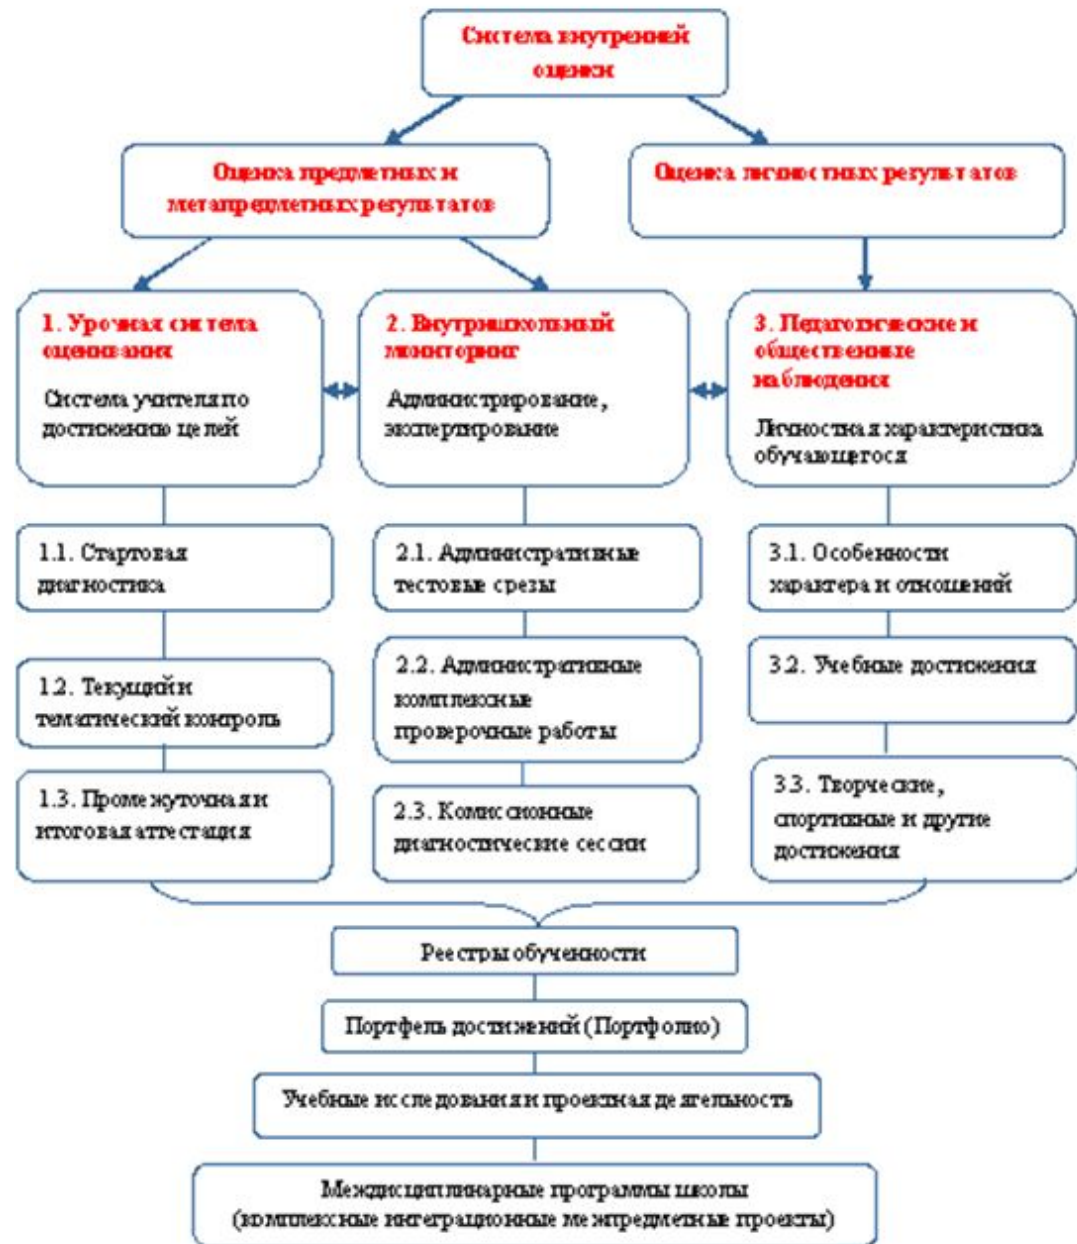 Система внутренней
оценки
Оценка предметных и
метапредметных результатов
Оценка личностных результатов
1. Урочная система
оценивания
Система учителя по
достижению целей
2. Внутришкольный
мониторинг
Администрирование,
экспертирование
3. Педагогические и
общественные
наблюдения
Личностная характеристика
обучающегося
1.1. Стартовая
диагностика
2.1. Административные
тестовые срезы
3.1. Особенности
характера и отношений
1.2. Текущий и
тематический контроль
2.2. Административные
комплексные
проверочные работы
3.2. Учебные достижения
1.3. Промежуточная и
итоговая аттестация
2.3. Комиссионные
диагностические сессии
3.3. Творческие,
спортивные и другие
достижения
Реестры обученности
Портфель достижений (Портфолио)
Учебные исследования и проектная деятельность
Междисциплинарные программы школы
(комплексные интеграционные межпредметные проекты)